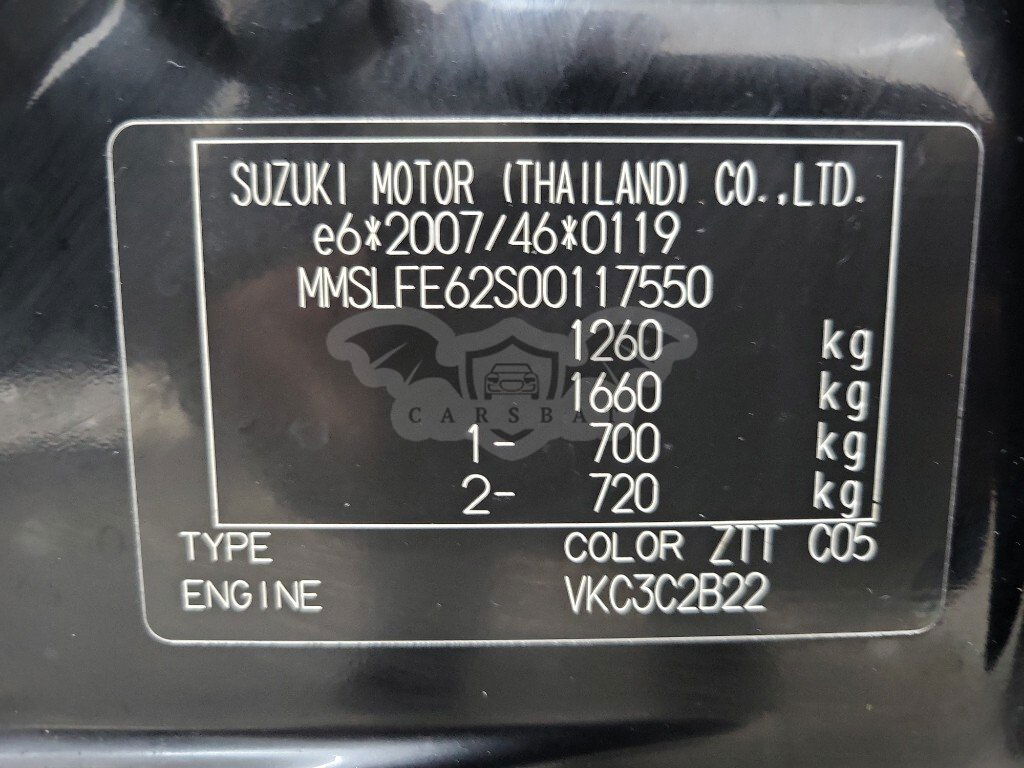 SUZUKI MOTOR (THAILAND) CO.,LTD.
e6*2007/46*0119
MMSLFE62S00117550
1260 kg
1660 kg
CARSBA
1- 700 kg
2- 720 kg
TYPE COLOR ZTT C05
ENGINE VKC3C2B22